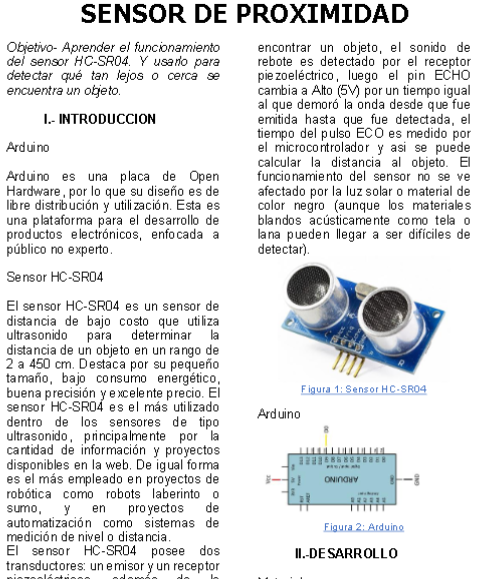 SENSOR DE PROXIMIDAD
Objetivo- Aprender el funcionamiento
del sensor HC-SR04. Y usarlo para
detectar qué tan lejos o cerca se
encuentra un objeto.
I.- INTRODUCCION
Arduino
Arduino es una placa de Open
Hardware, por lo que su diseño es de
libre distribución y utilización. Esta es
una plataforma para el desarrollo de
productos electrónicos, enfocada a
público no experto.
Sensor HC-SR04
El sensor HC-SR04 es un sensor de
distancia de bajo costo que utiliza
ultrasonido para determinar la
distancia de un objeto en un rango de
2 a 450 cm. Destaca por su pequeño
tamaño, bajo consumo energético,
buena precisión y excelente precio. El
sensor HC-SR04 es el más utilizado
dentro de los sensores de tipo
ultrasonido, principalmente por la
cantidad de información y proyectos
disponibles en la web. De igual forma
es el más empleado en proyectos de
robótica como robots laberinto o
sumo, y en proyectos de
automatización como sistemas de
medición de nivel o distancia.
El sensor HC-SR04 posee dos
transductores: un emisor y un receptor
piezoeléctricos, además de la
encontrar un objeto, el sonido de
rebote es detectado por el receptor
piezoeléctrico, luego el pin ECHO
cambia a Alto (5V) por un tiempo igual
al que demoró la onda desde que fue
emitida hasta que fue detectada, el
tiempo del pulso ECO es medido por
el microcontrolador y asi se puede
calcular la distancia al objeto. El
funcionamiento del sensor no se ve
afectado por la luz solar o material de
color negro (aunque los materiales
blandos acústicamente como tela o
lana pueden llegar a ser difíciles de
detectar).
Figura 1: Sensor HC-SR04
Arduino
ARDUINO
Figura 2: Arduino
II.-DESARROLLO